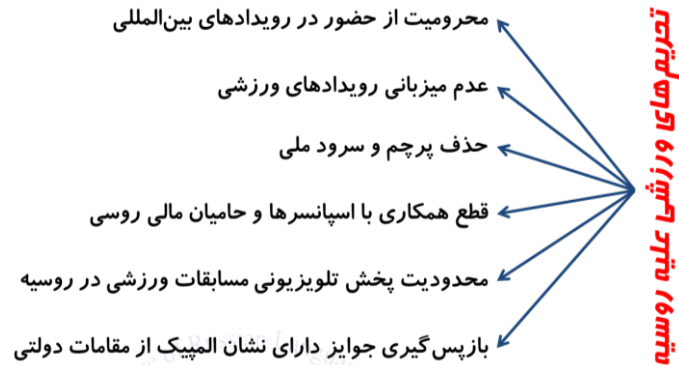 تحریم‌های ورزشی علیه روسیه
محرومیت از حضور در رویدادهای بین‌المللی
عدم میزبانی رویدادهای ورزشی
حذف پرچم و سرود ملی
قطع همکاری با اسپانسرها و حامیان مالی روسی
محدودیت پخش تلویزیونی مسابقات ورزشی در روسیه
بازپس‌گیری جوایز دارای نشان المپیک از مقامات دولتی